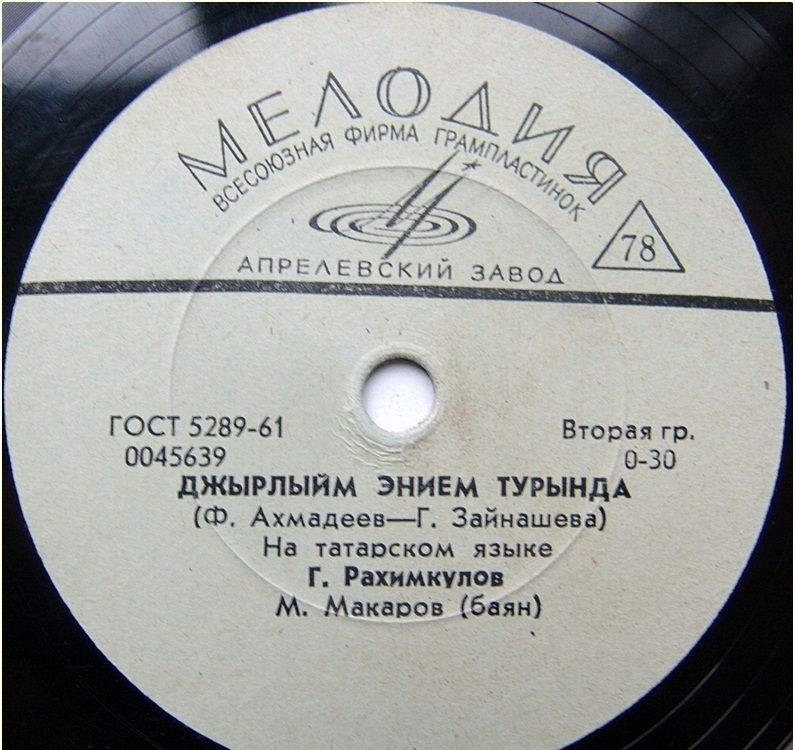 МЕЛОДИЯ
ВСЕСОЮЗНАЯ ФИРМА ГРАМПЛАСТИНОК
78
АПРЕЛЕВСКИЙ ЗАВОД
ГОСТ 5289-61
0045639
Вторая гр.
0-30
ДЖЫРЛЫЙМ ЭНИЕМ ТУРЫНДА
(Ф. Ахмадеев—Г. Зайнашева)
На татарском языке
Г. Рахимкулов
М. Макаров (баян)